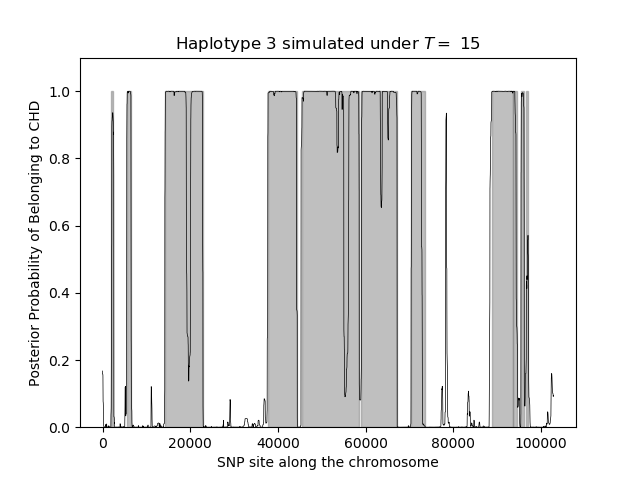 Haplotype 3 simulated under T = 15
Posterior Probability of Belonging to CHD
1.0
0.8
0.6
0.4
0.2
0.0
0 20000 40000 60000 80000 100000
SNP site along the chromosome